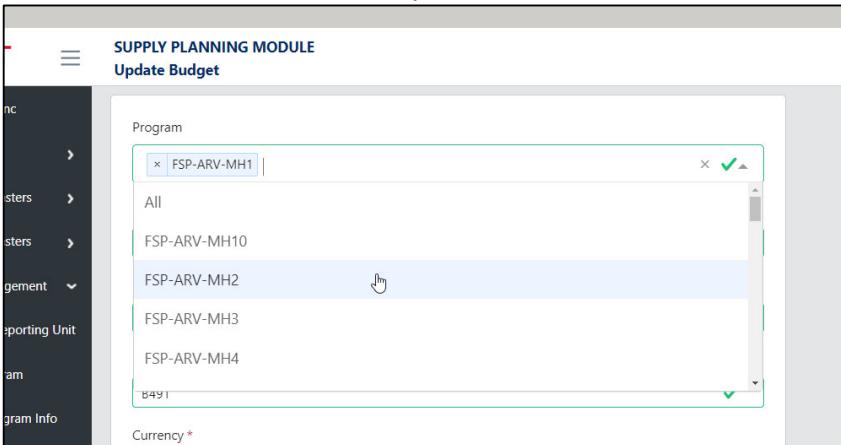 SUPPLY PLANNING MODULE
Update Budget
nc
sters
sters
gement
eporting Unit
ram
gram Info
Program
× FSP-ARV-MH1
All
FSP-ARV-MH10
FSP-ARV-MH2
FSP-ARV-MH3
FSP-ARV-MH4
B491
Currency *